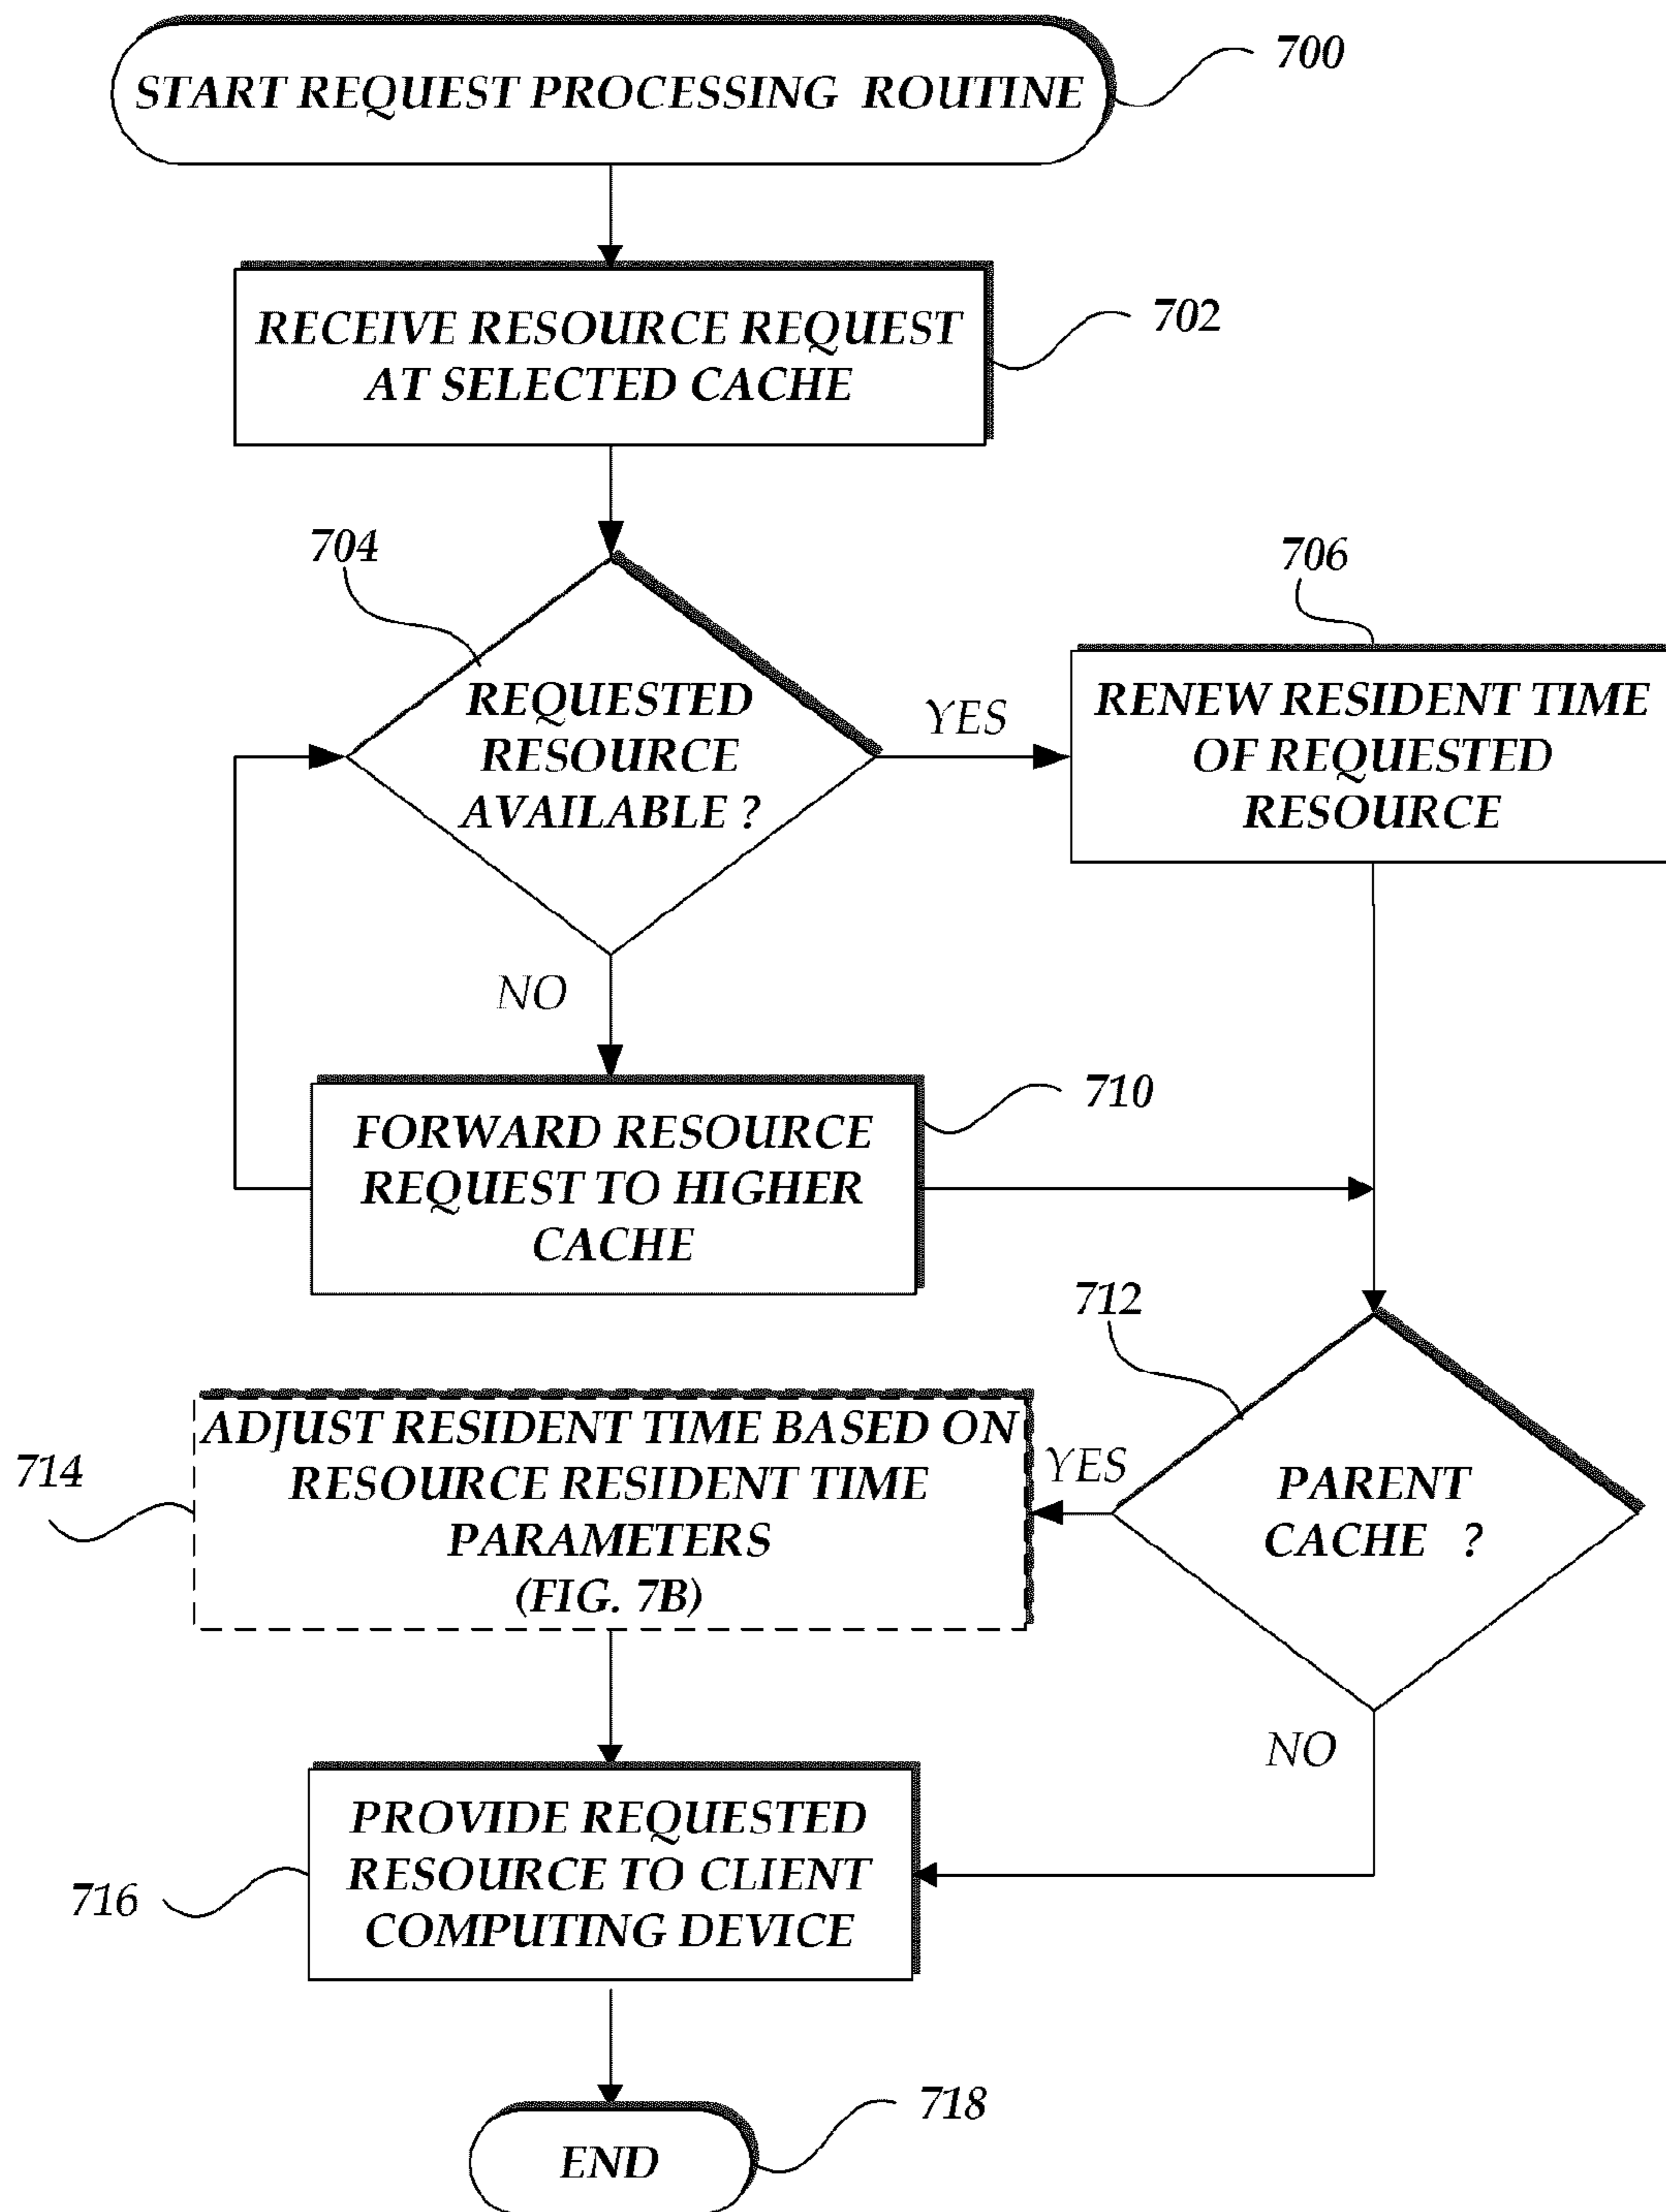 START REQUEST PROCESSING ROUTINE
700
RECEIVE RESOURCE REQUEST
AT SELECTED CACHE
702
704
REQUESTED
RESOURCE
AVAILABLE ?
YES
706
RENEW RESIDENT TIME
OF REQUESTED
RESOURCE
NO
710
FORWARD RESOURCE
REQUEST TO HIGHER
CACHE
712
PARENT
CACHE ?
YES
714
ADJUST RESIDENT TIME BASED ON
RESOURCE RESIDENT TIME
PARAMETERS
(FIG. 7B)
NO
716
PROVIDE REQUESTED
RESOURCE TO CLIENT
COMPUTING DEVICE
718
END